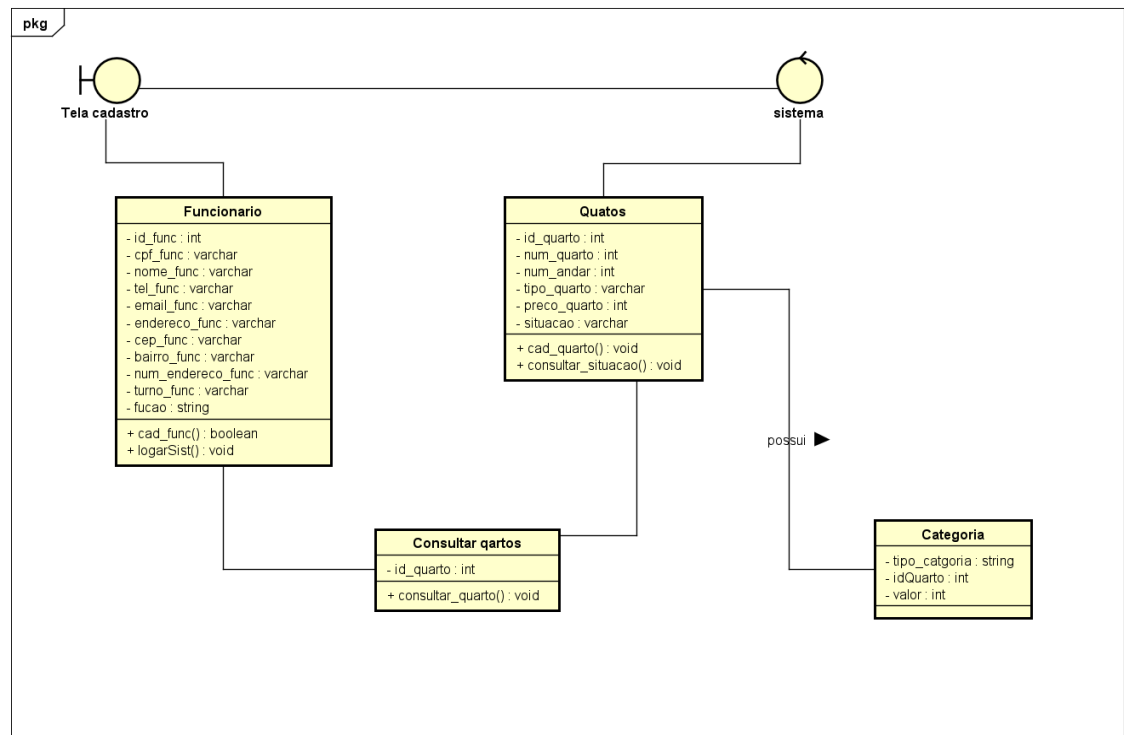 pkg
Tela cadastro
sistema
Funcionario
- id_func : int
- cpf_func : varchar
- nome_func : varchar
- tel_func : varchar
- email_func : varchar
- endereco_func : varchar
- cep_func : varchar
- bairro_func : varchar
- num_endereco_func : varchar
- turno_func : varchar
- fucao : string
+ cad_func() : boolean
+ logarSist() : void
Quatos
- id_quarto : int
- num_quarto : int
- num_andar : int
- tipo_quarto : varchar
- preco_quarto : int
- situacao : varchar
+ cad_quarto() : void
+ consultar_situacao() : void
possui
Consultar qartos
- id_quarto : int
+ consultar_quarto() : void
Categoria
- tipo_catgoria : string
- idQuarto : int
- valor : int